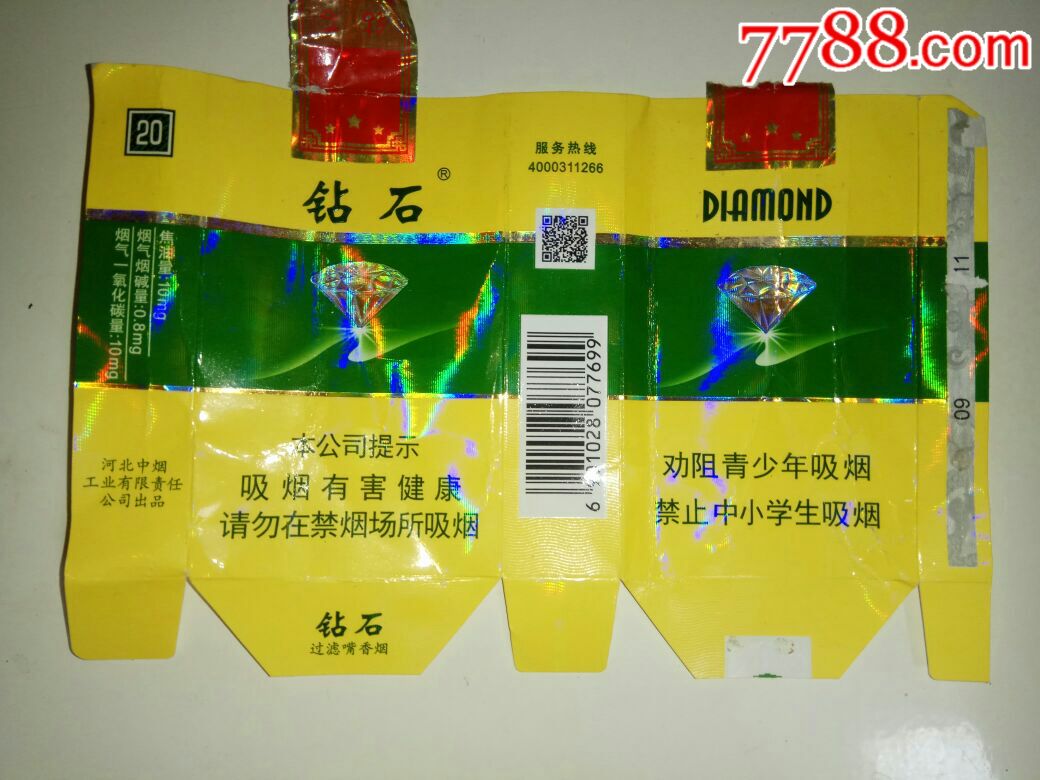 7788.com
20
钻石®
焦油量:10mg
烟气烟碱量:0.8mg
烟气一氧化碳量:10mg
河北中烟
工业有限责任
公司出品
本公司提示
吸烟有害健康
请勿在禁烟场所吸烟
钻石
过滤嘴香烟
服务热线
4000311266
6 901028 077699
DIAMOND
劝阻青少年吸烟
禁止中小学生吸烟
11
09